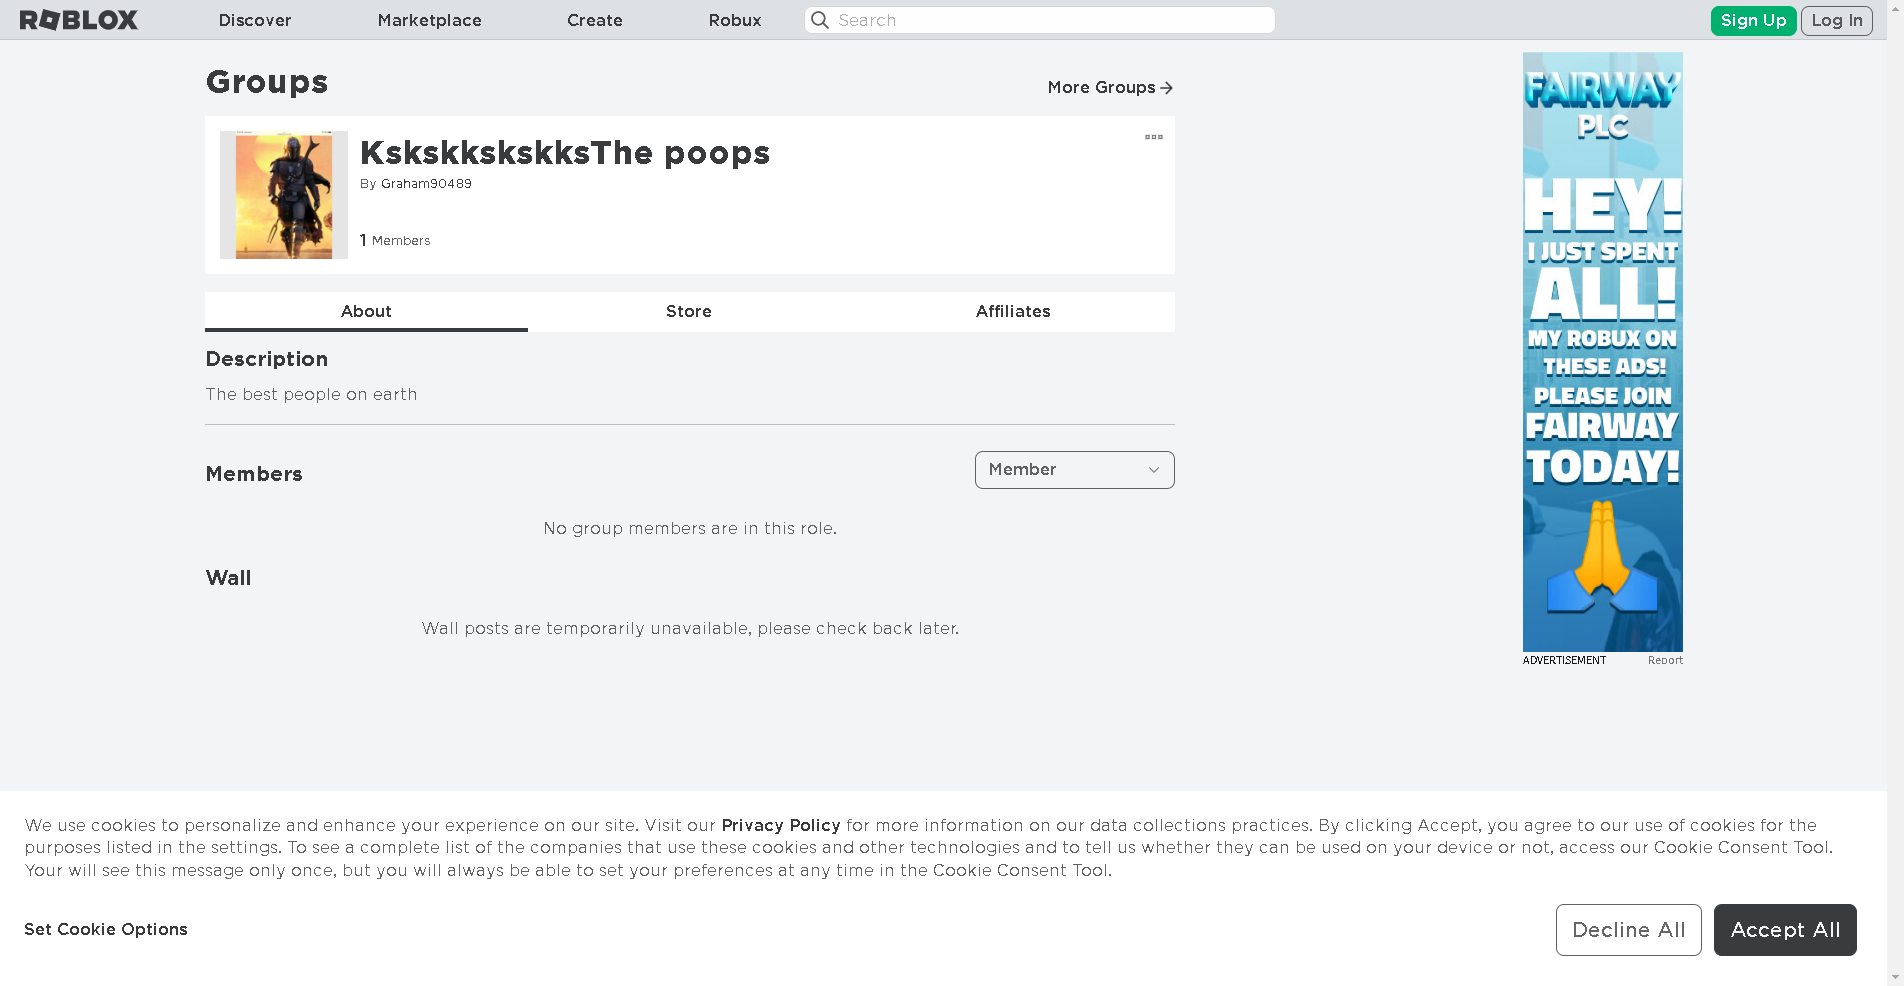 ROBLOX
Discover
Marketplace
Create
Robux
Search
Sign Up
Log In
Groups
More Groups
KskskkskskksThe poops
By Graham90489
1 Members
About
Store
Affiliates
Description
The best people on earth
Members
Member
No group members are in this role.
Wall
Wall posts are temporarily unavailable, please check back later.
FAIRWAY
PLC
HEY!
I JUST SPENT
ALL!
MY ROBUX ON
THESE ADS!
PLEASE JOIN
FAIRWAY
TODAY!
ADVERTISEMENT
Report
We use cookies to personalize and enhance your experience on our site. Visit our Privacy Policy for more information on our data collections practices. By clicking Accept, you agree to our use of cookies for the
purposes listed in the settings. To see a complete list of the companies that use these cookies and other technologies and to tell us whether they can be used on your device or not, access our Cookie Consent Tool.
Your will see this message only once, but you will always be able to set your preferences at any time in the Cookie Consent Tool.
Set Cookie Options
Decline All
Accept All